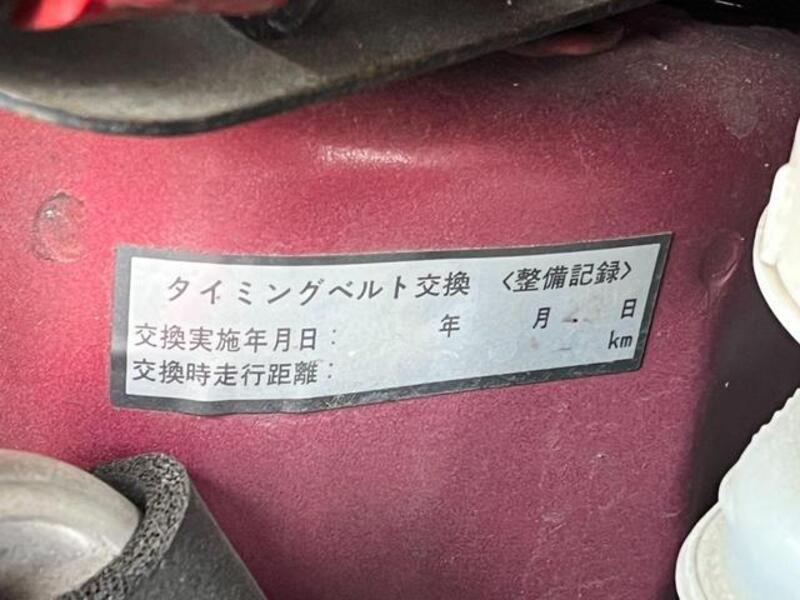 タイミングベルト交換 〈整備記録〉
交換実施年月日: 年 月 日
交換時走行距離: km